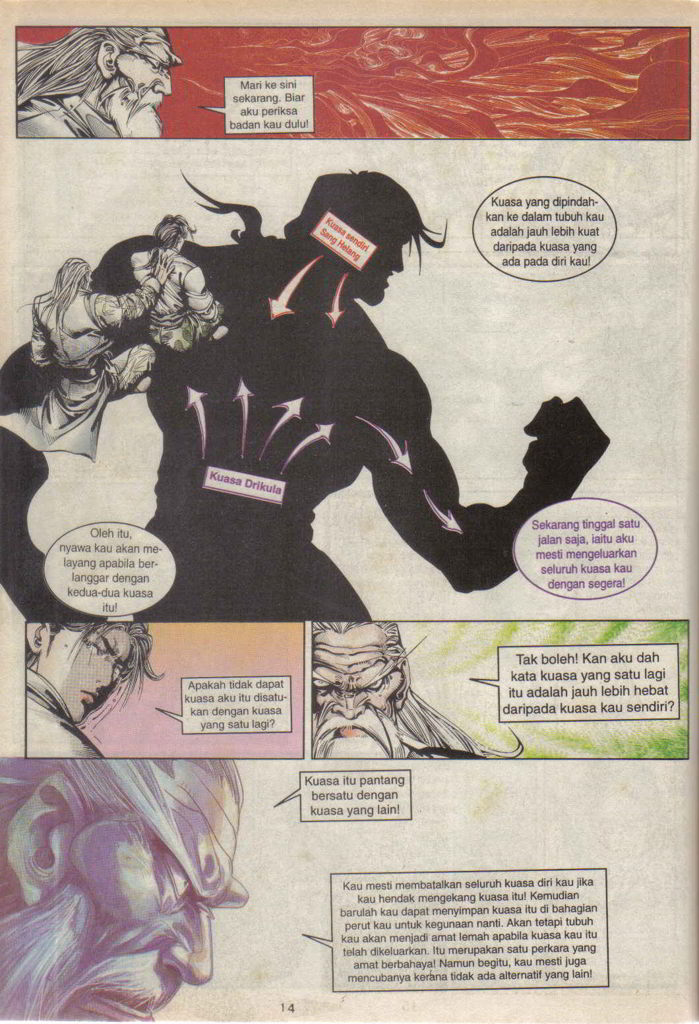 Mari ke sini
sekarang. Biar
aku periksa
badan kau dulu!
Kuasa yang dipindah-
kan ke dalam tubuh kau
adalah jauh lebih kuat
daripada kuasa yang
ada pada diri kau!
Kuasa sendiri
Sang Helang
Kuasa Drikula
Oleh itu,
nyawa kau akan me-
layang apabila ber-
langgar dengan
kedua-dua kuasa
itu!
Sekarang tinggal satu
jalan saja, iaitu aku
mesti mengeluarkan
seluruh kuasa kau
dengan segera!
Apakah tidak dapat
kuasa aku itu disatu-
kan dengan kuasa
yang satu lagi?
Tak boleh! Kan aku dah
kata kuasa yang satu lagi
itu adalah jauh lebih hebat
daripada kuasa kau sendiri?
Kuasa itu pantang
bersatu dengan
kuasa yang lain!
Kau mesti membatalkan seluruh kuasa diri kau jika
kau hendak mengekang kuasa itu! Kemudian
barulah kau dapat menyimpan kuasa itu di bahagian
perut kau untuk kegunaan nanti. Akan tetapi tubuh
kau akan menjadi amat lemah apabila kuasa kau itu
telah dikeluarkan. Itu merupakan satu perkara yang
amat berbahaya! Namun begitu, kau mesti juga
mencubanya kerana tidak ada alternatif yang lain!
14